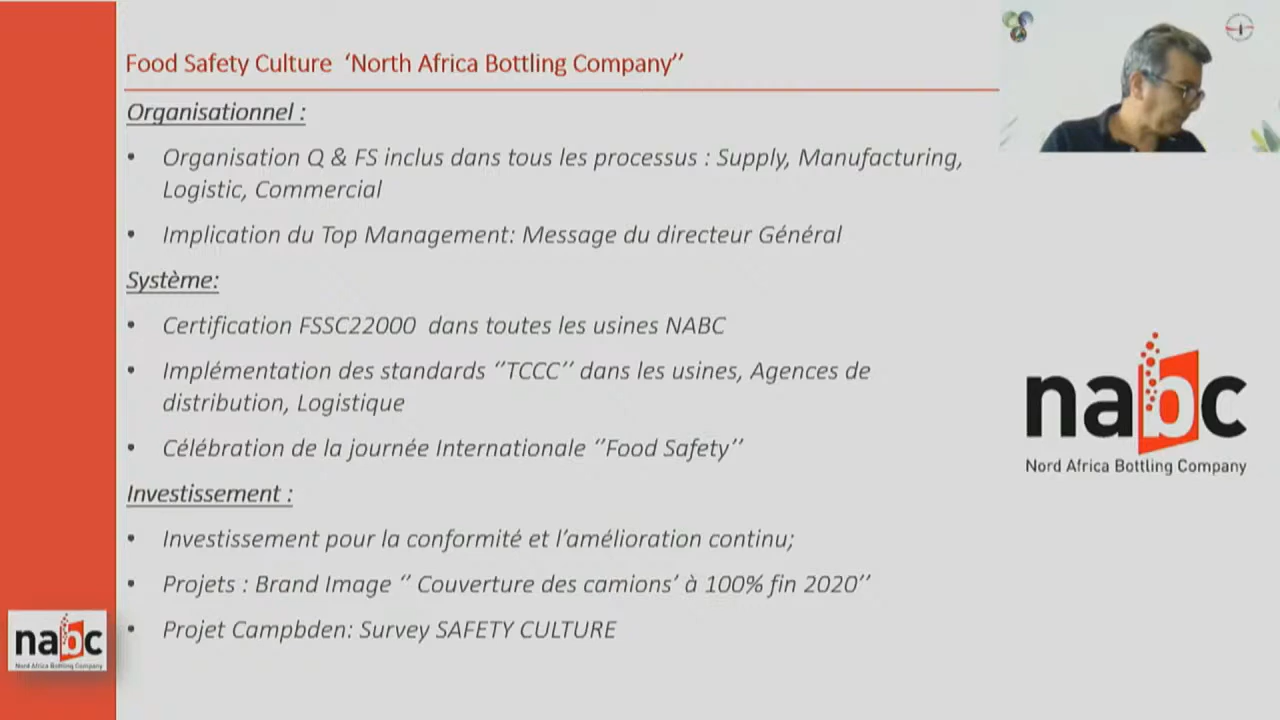 Food Safety Culture ‘North Africa Bottling Company’’
Organisationnel :
• Organisation Q & FS inclus dans tous les processus : Supply, Manufacturing,
Logistic, Commercial
• Implication du Top Management: Message du directeur Général
Système:
• Certification FSSC22000 dans toutes les usines NABC
• Implémentation des standards ‘’TCCC’’ dans les usines, Agences de
distribution, Logistique
• Célébration de la journée Internationale ‘’Food Safety’’
Investissement :
• Investissement pour la conformité et l’amélioration continu;
• Projets : Brand Image ‘’ Couverture des camions’ à 100% fin 2020’’
• Projet Campbden: Survey SAFETY CULTURE
nabc
Nord Africa Bottling Company
nabc
Nord Africa Bottling Company